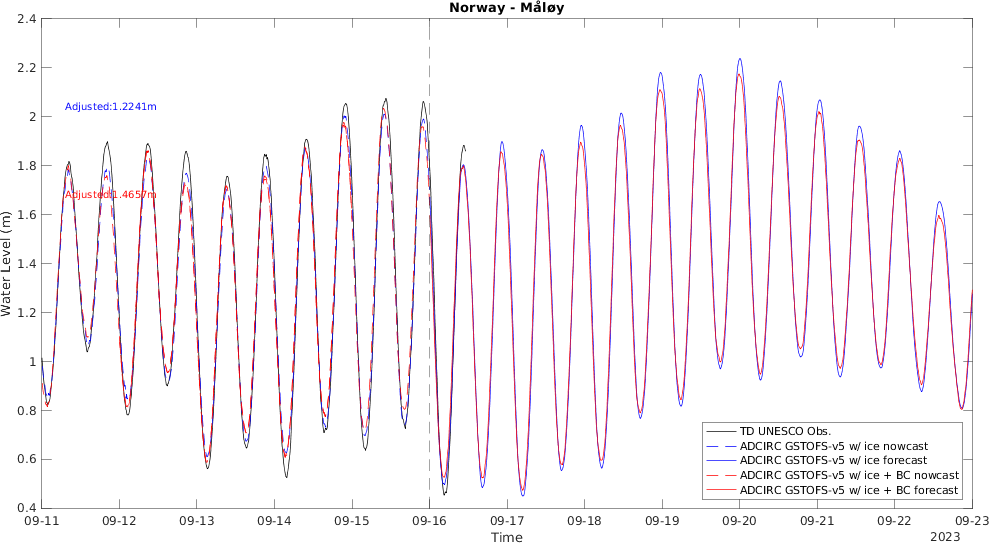 Norway - Måløy
Water Level (m)
2.4
2.2
2
1.8
1.6
1.4
1.2
1
0.8
0.6
0.4
Adjusted:1.2241m
Adjusted:1.4657m
TD UNESCO Obs.
ADCIRC GSTOFS-v5 w/ ice nowcast
ADCIRC GSTOFS-v5 w/ ice forecast
ADCIRC GSTOFS-v5 w/ ice + BC nowcast
ADCIRC GSTOFS-v5 w/ ice + BC forecast
09-11 09-12 09-13 09-14 09-15 09-16 09-17 09-18 09-19 09-20 09-21 09-22 09-23
Time
2023